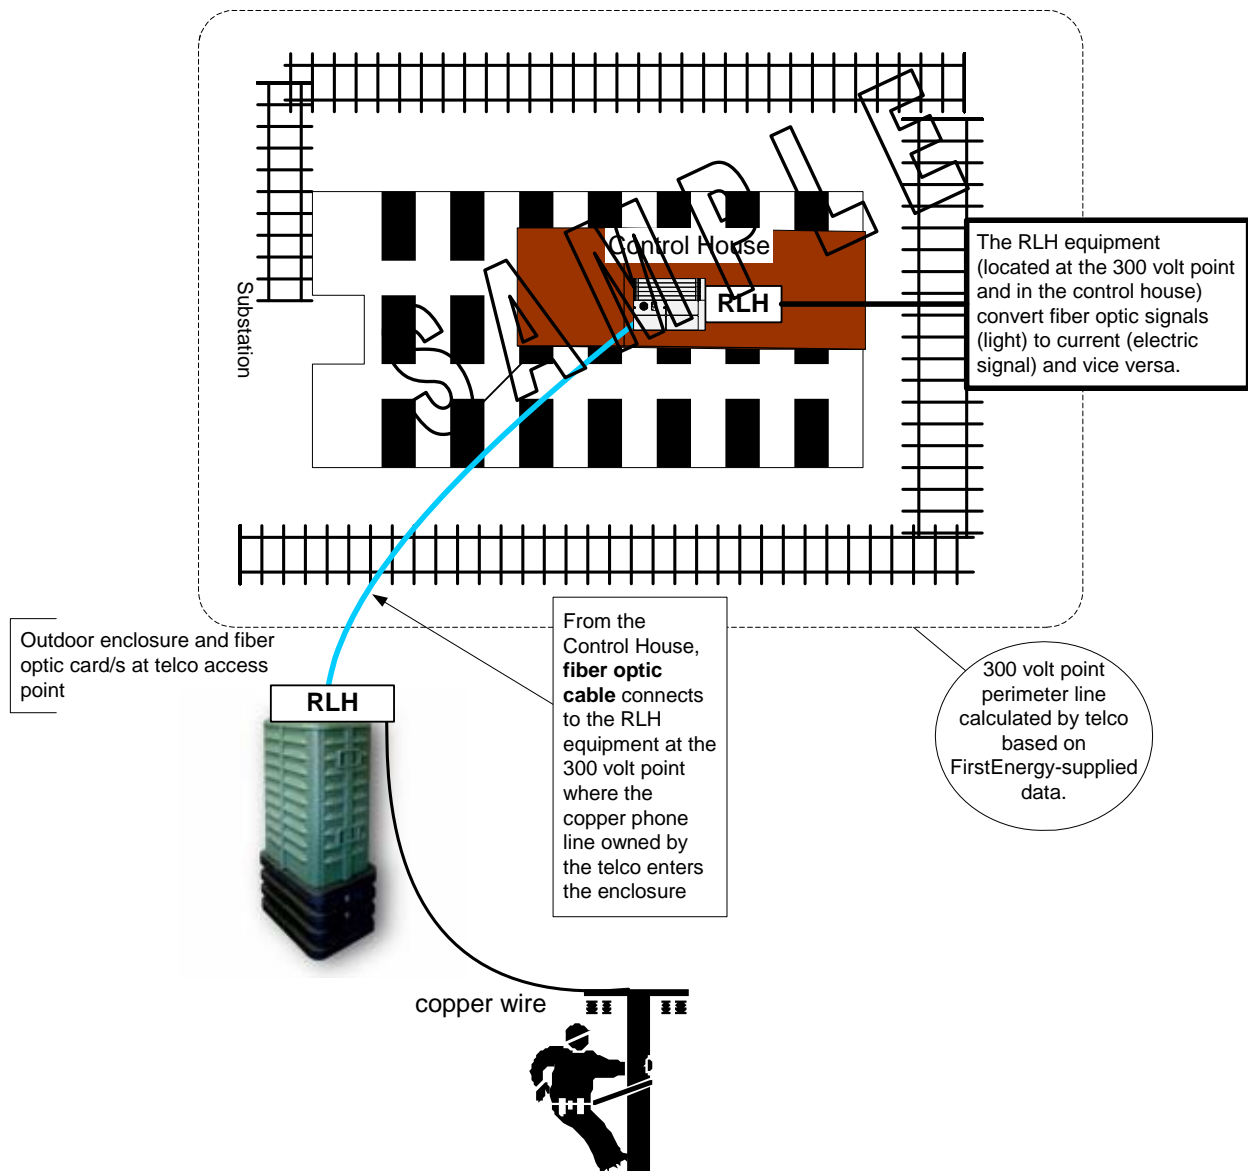 SAMPLE
Control House
RLH
Substation
The RLH equipment
(located at the 300 volt point
and in the control house)
convert fiber optic signals
(light) to current (electric
signal) and vice versa.
Outdoor enclosure and fiber
optic card/s at telco access
point
RLH
From the
Control House,
fiber optic
cable connects
to the RLH
equipment at the
300 volt point
where the
copper phone
line owned by
the telco enters
the enclosure
300 volt point
perimeter line
calculated by telco
based on
FirstEnergy-supplied
data.
copper wire